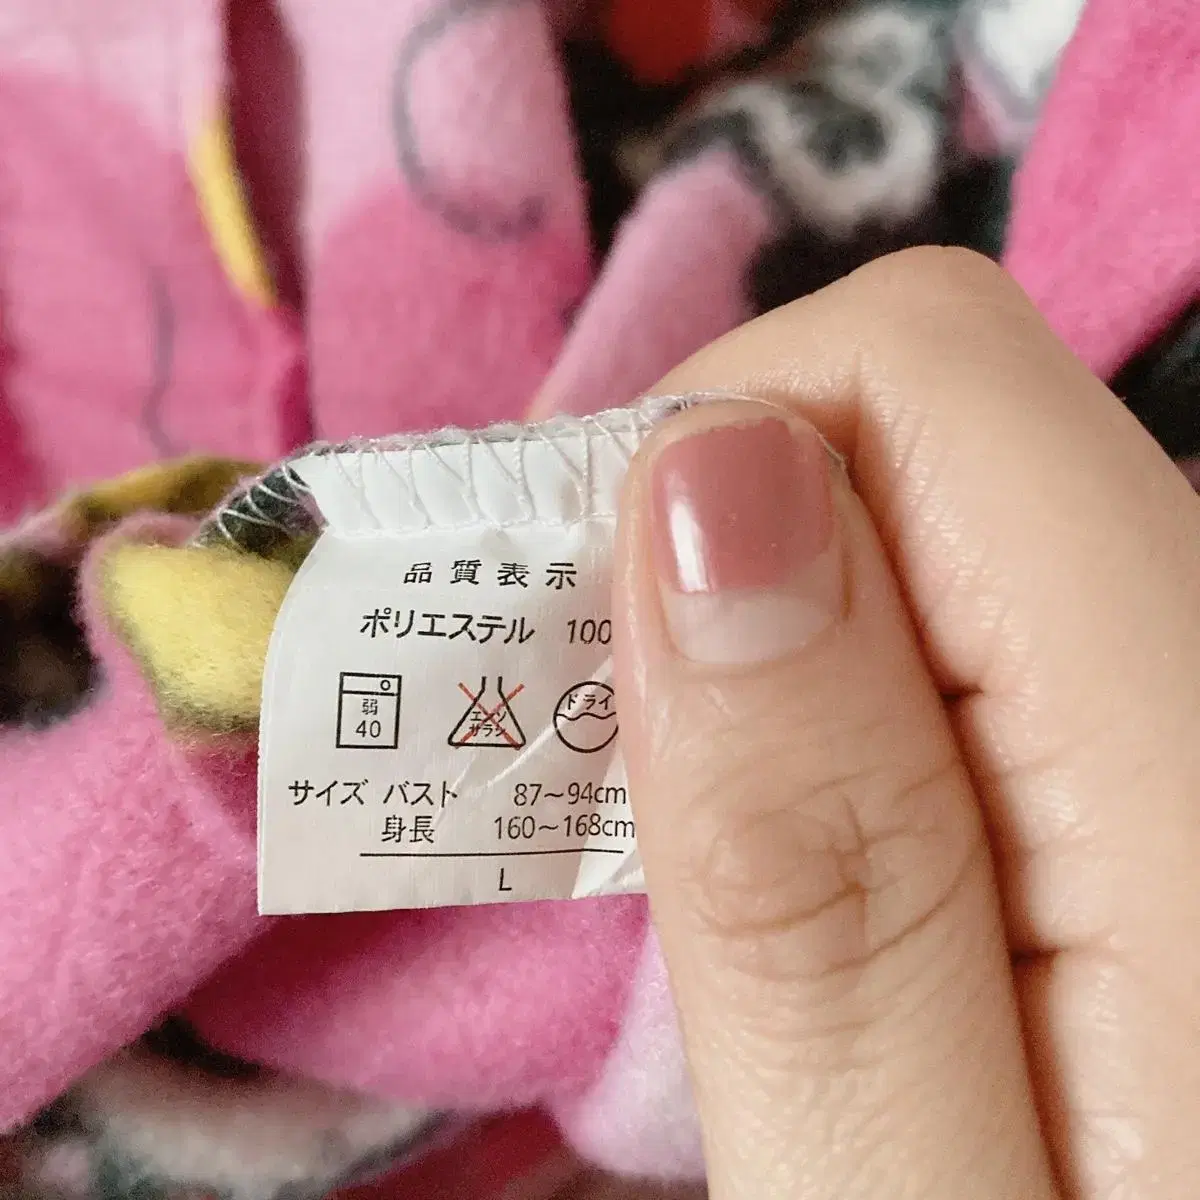 品質表示
ポリエステル 100
弱 40
エンソ サラシ
ドライ
サイズ バスト 87～94cm
身長 160～168cm
L